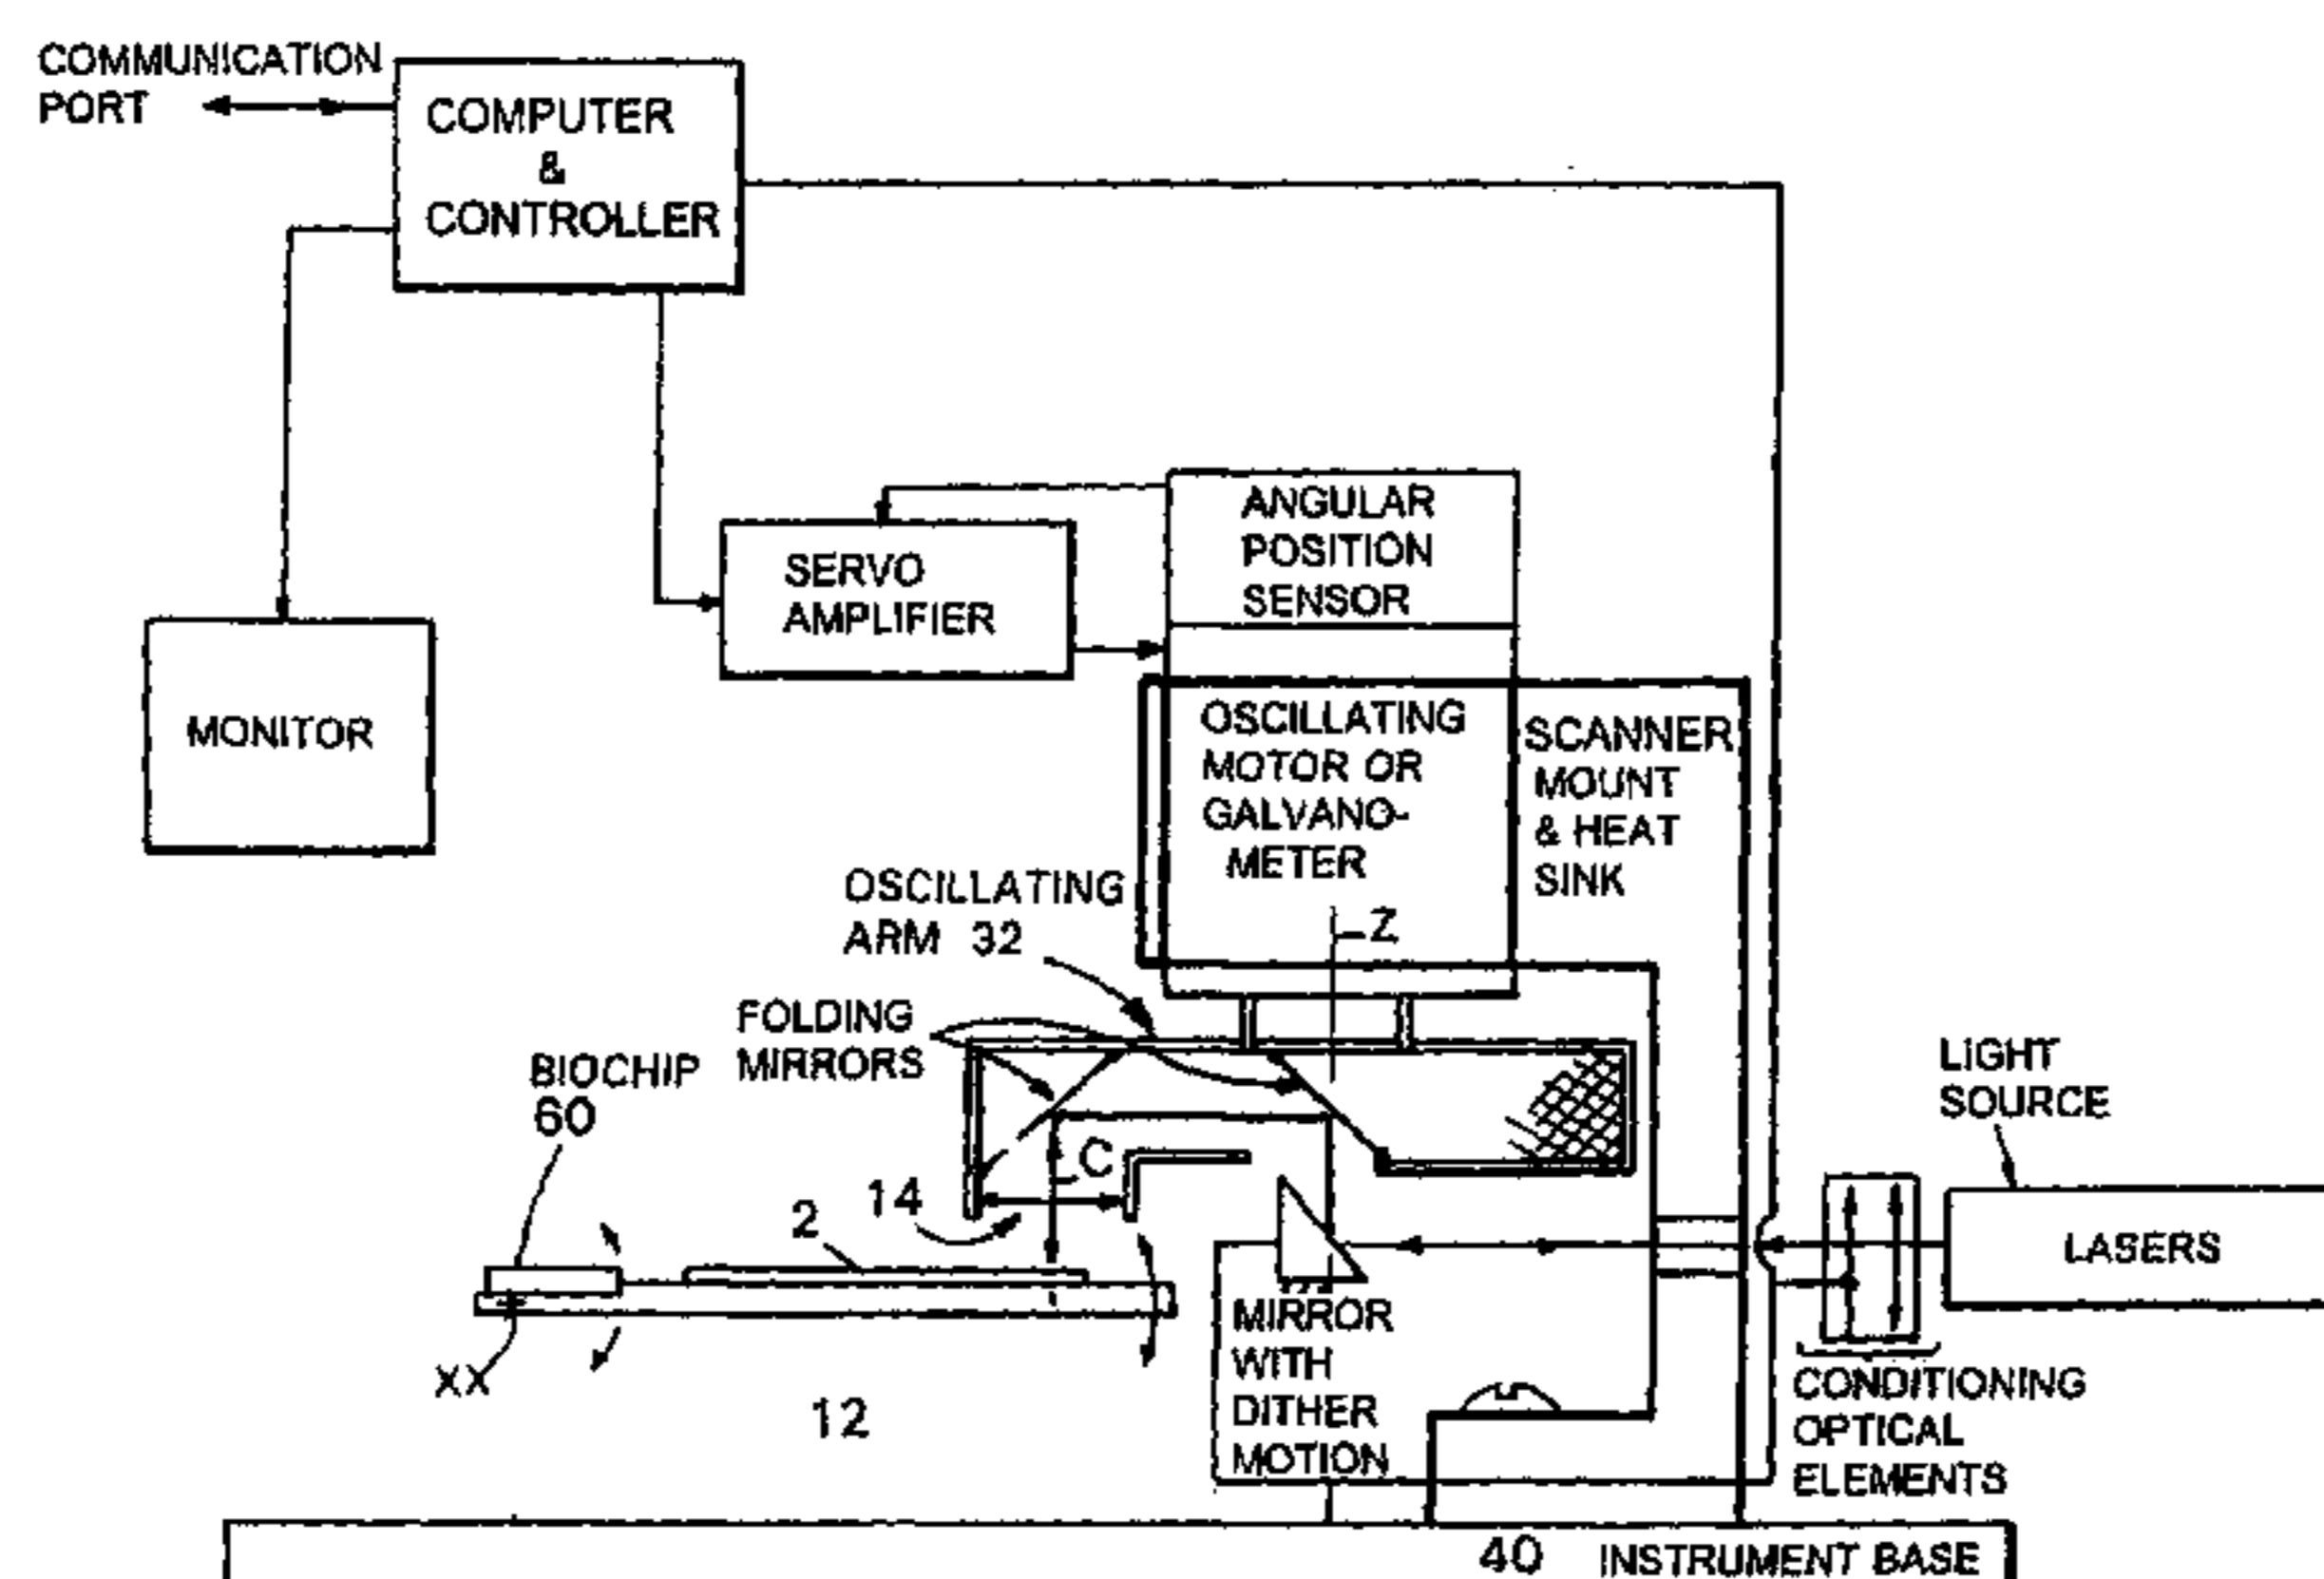 COMMUNICATION
PORT
COMPUTER
&
CONTROLLER
ANGULAR
POSITION
SENSOR
SERVO
AMPLIFIER
MONITOR
OSCILLATING
MOTOR OR
GALVANO-
METER
SCANNER
MOUNT
& HEAT
SINK
OSCILLATING
ARM 32
Z
FOLDING
MIRRORS
BIOCHIP
60
LIGHT
SOURCE
C
14
2
LASERS
XX
12
MIRROR
WITH
DITHER
MOTION
CONDITIONING
OPTICAL
ELEMENTS
40 INSTRUMENT BASE